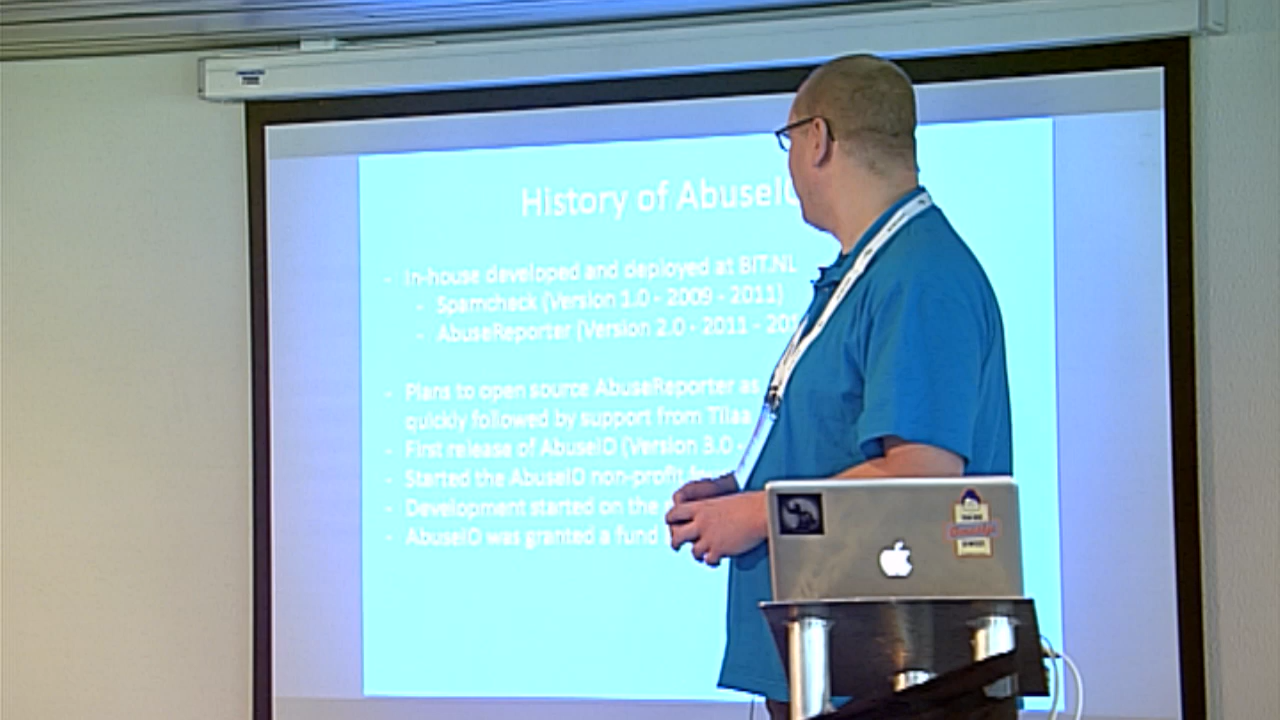 History of AbuseIO
- In-house developed and deployed at BIT.NL
- Spamcheck (Version 1.0 - 2009 - 2011)
- AbuseReporter (Version 2.0 - 2011 - 201
- Plans to open source AbuseReporter as
quickly followed by support from Tilaa
- First release of AbuseIO (Version 3.0 -
- Started the AbuseIO non-profit
- Development started on the
- AbuseIO was granted a fund